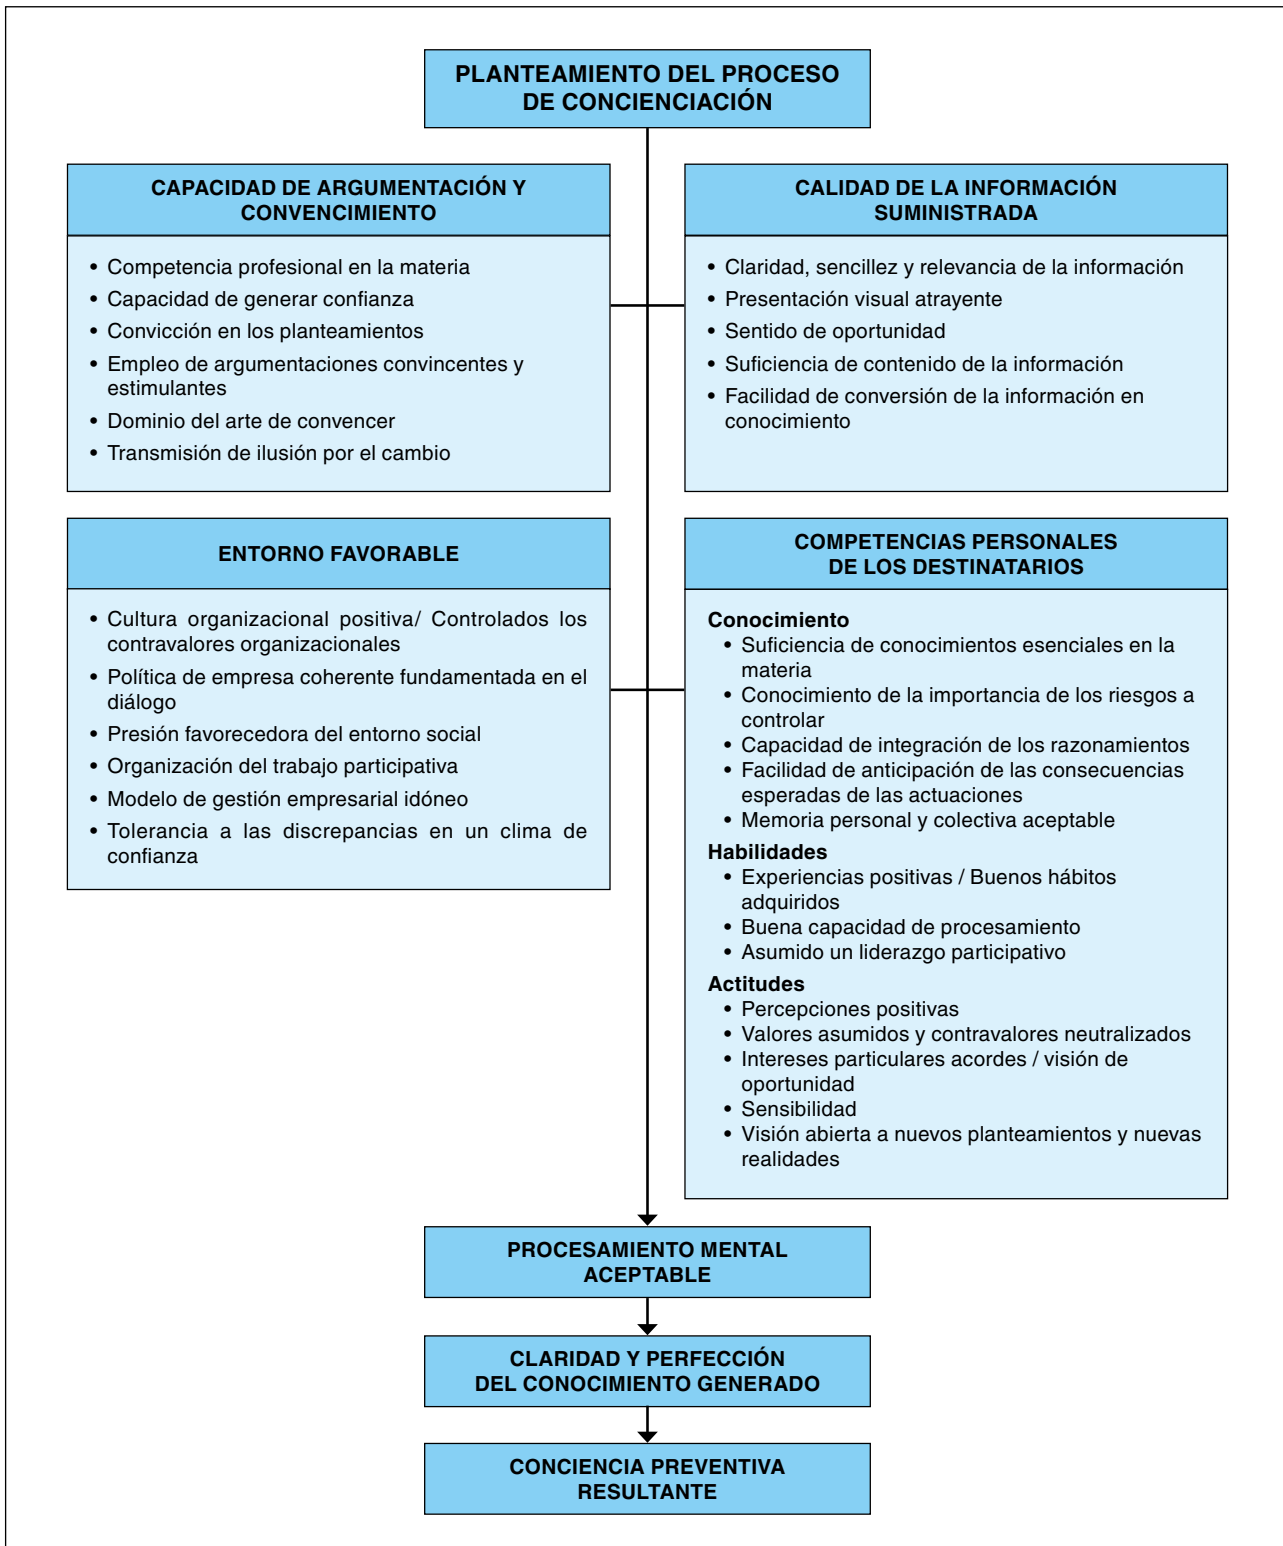 PLANTEAMIENTO DEL PROCESO
DE CONCIENCIACIÓN
CAPACIDAD DE ARGUMENTACIÓN Y
CONVENCIMIENTO
• Competencia profesional en la materia
• Capacidad de generar confianza
• Convicción en los planteamientos
• Empleo de argumentaciones convincentes y
estimulantes
• Dominio del arte de convencer
• Transmisión de ilusión por el cambio
CALIDAD DE LA INFORMACIÓN
SUMINISTRADA
• Claridad, sencillez y relevancia de la información
• Presentación visual atrayente
• Sentido de oportunidad
• Suficiencia de contenido de la información
• Facilidad de conversión de la información en
conocimiento
ENTORNO FAVORABLE
• Cultura organizacional positiva/ Controlados los
contravalores organizacionales
• Política de empresa coherente fundamentada en el
diálogo
• Presión favorecedora del entorno social
• Organización del trabajo participativa
• Modelo de gestión empresarial idóneo
• Tolerancia a las discrepancias en un clima de
confianza
COMPETENCIAS PERSONALES
DE LOS DESTINATARIOS
Conocimiento
• Suficiencia de conocimientos esenciales en la
materia
• Conocimiento de la importancia de los riesgos a
controlar
• Capacidad de integración de los razonamientos
• Facilidad de anticipación de las consecuencias
esperadas de las actuaciones
• Memoria personal y colectiva aceptable
Habilidades
• Experiencias positivas / Buenos hábitos
adquiridos
• Buena capacidad de procesamiento
• Asumido un liderazgo participativo
Actitudes
• Percepciones positivas
• Valores asumidos y contravalores neutralizados
• Intereses particulares acordes / visión de
oportunidad
• Sensibilidad
• Visión abierta a nuevos planteamientos y nuevas
realidades
PROCESAMIENTO MENTAL
ACEPTABLE
CLARIDAD Y PERFECCIÓN
DEL CONOCIMIENTO GENERADO
CONCIENCIA PREVENTIVA
RESULTANTE